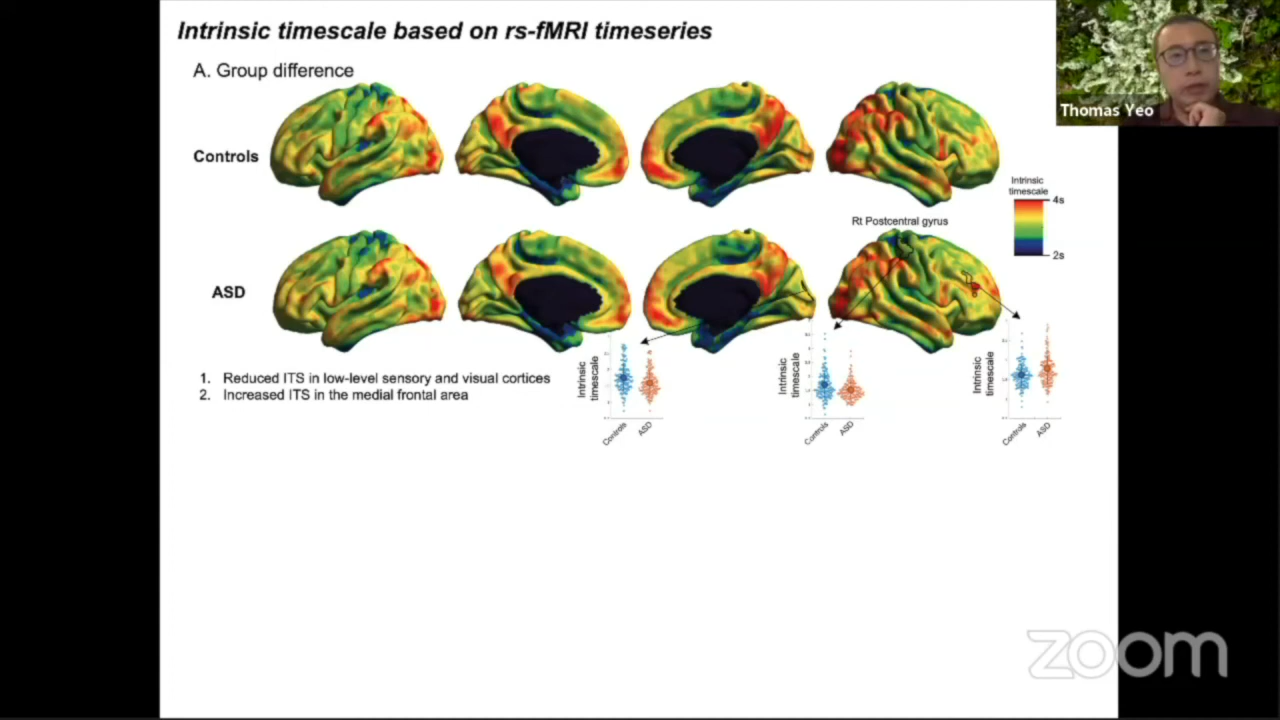 Intrinsic timescale based on rs-fMRI timeseries
Thomas Yeo
A. Group difference
Controls
Intrinsic
timescale
4s
2s
Rt Postcentral gyrus
ASD
1. Reduced ITS in low-level sensory and visual cortices
2. Increased ITS in the medial frontal area
Intrinsic
timescale
Controls
ASD
Intrinsic
timescale
Controls
ASD
Intrinsic
timescale
Controls
ASD
zoom